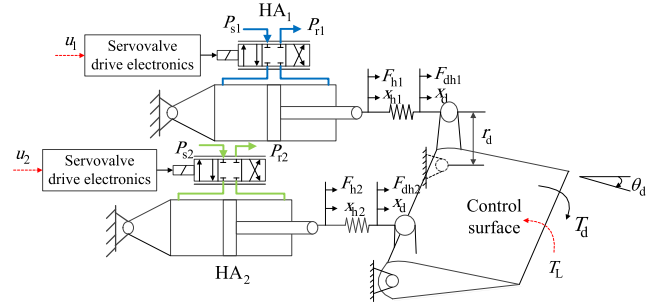 HA1
Ps1 Pr1
u1
Servovalve
drive electronics
Fh1 Fdh1
xh1 xd
rd
Ps2 Pr2
u2
Servovalve
drive electronics
Fh2 Fdh2
xh2 xd
θd
Control
surface
Td
TL
HA2